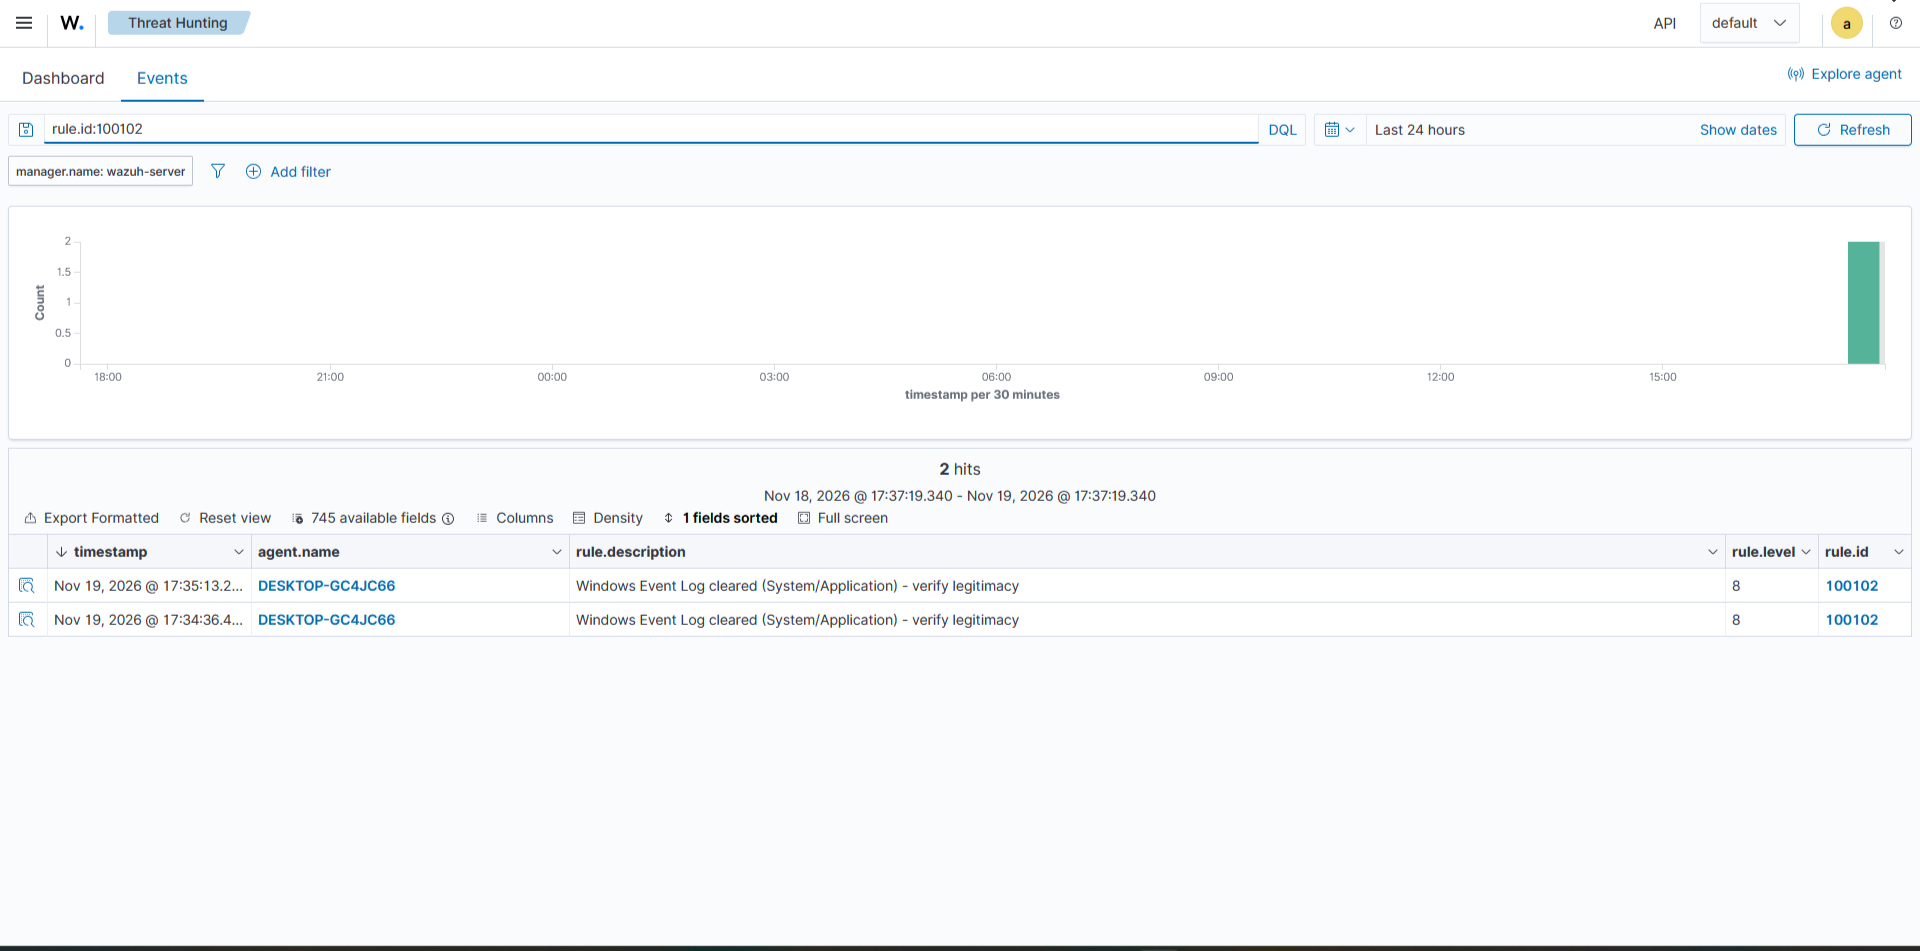 W. Threat Hunting API default a
Dashboard Events Explore agent
rule.id:100102 DQL Last 24 hours Show dates Refresh
manager.name: wazuh-server Add filter
2
1.5
1
0.5
0
Count
18:00 21:00 00:00 03:00 06:00 09:00 12:00 15:00
timestamp per 30 minutes
2 hits
Nov 18, 2026 @ 17:37:19.340 - Nov 19, 2026 @ 17:37:19.340
Export Formatted Reset view 745 available fields Columns Density 1 fields sorted Full screen
timestamp agent.name rule.description rule.level rule.id
Nov 19, 2026 @ 17:35:13.2... DESKTOP-GC4JC66 Windows Event Log cleared (System/Application) - verify legitimacy 8 100102
Nov 19, 2026 @ 17:34:36.4... DESKTOP-GC4JC66 Windows Event Log cleared (System/Application) - verify legitimacy 8 100102